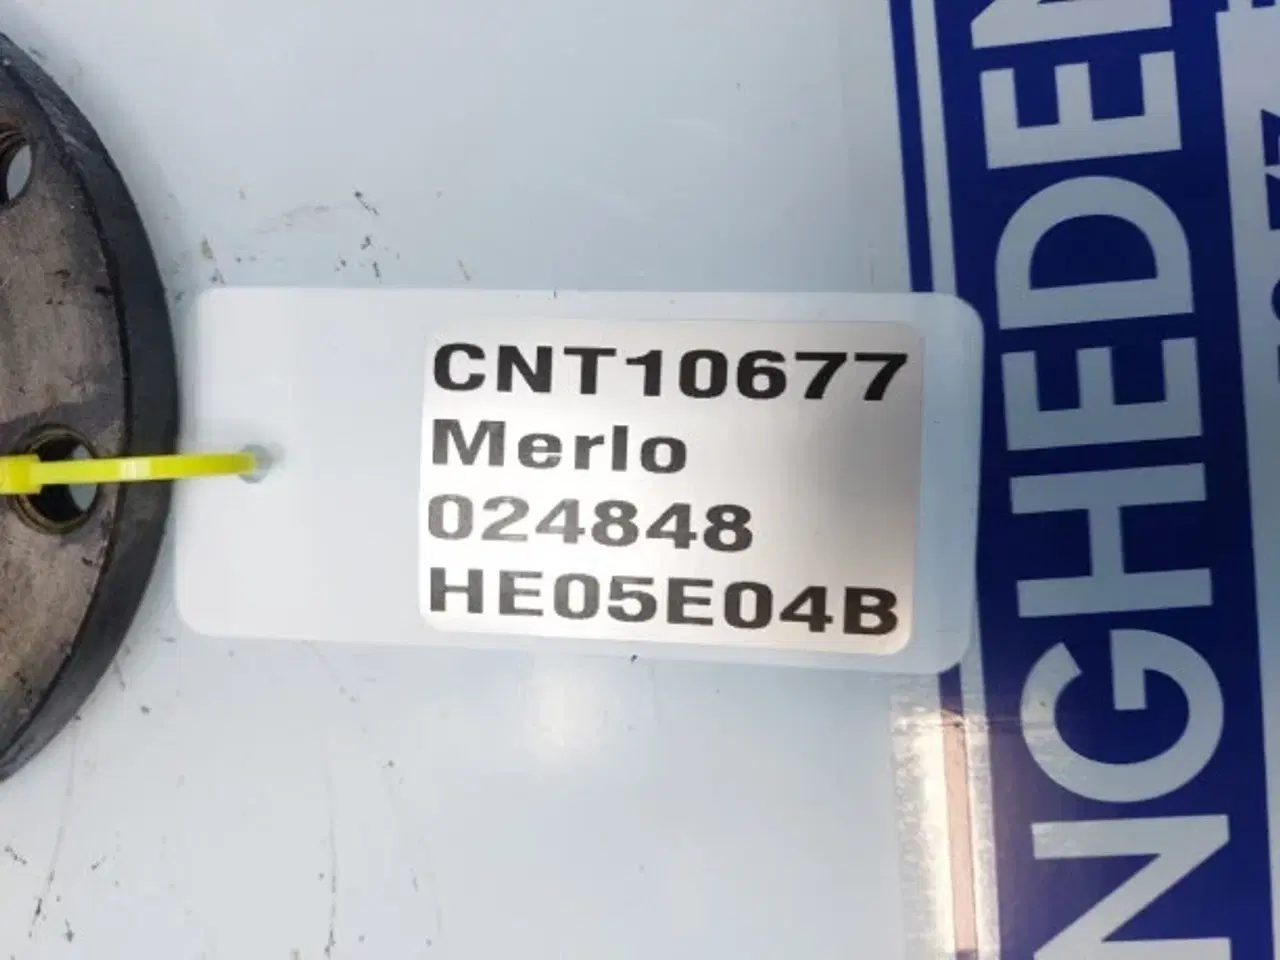 CNT10677
Merlo
024848
HE05E04B
NGHEDEN